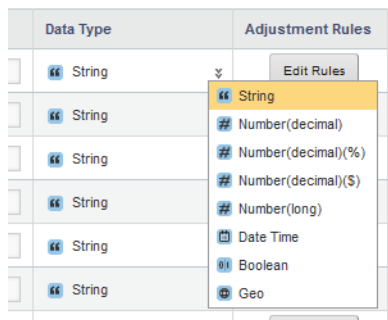 Data Type Adjustment Rules
String Edit Rules
String
String
Number(decimal)
String
Number(decimal)(%)
String
Number(decimal)($)
String
Number(long)
Date Time
String
Boolean
String
Geo